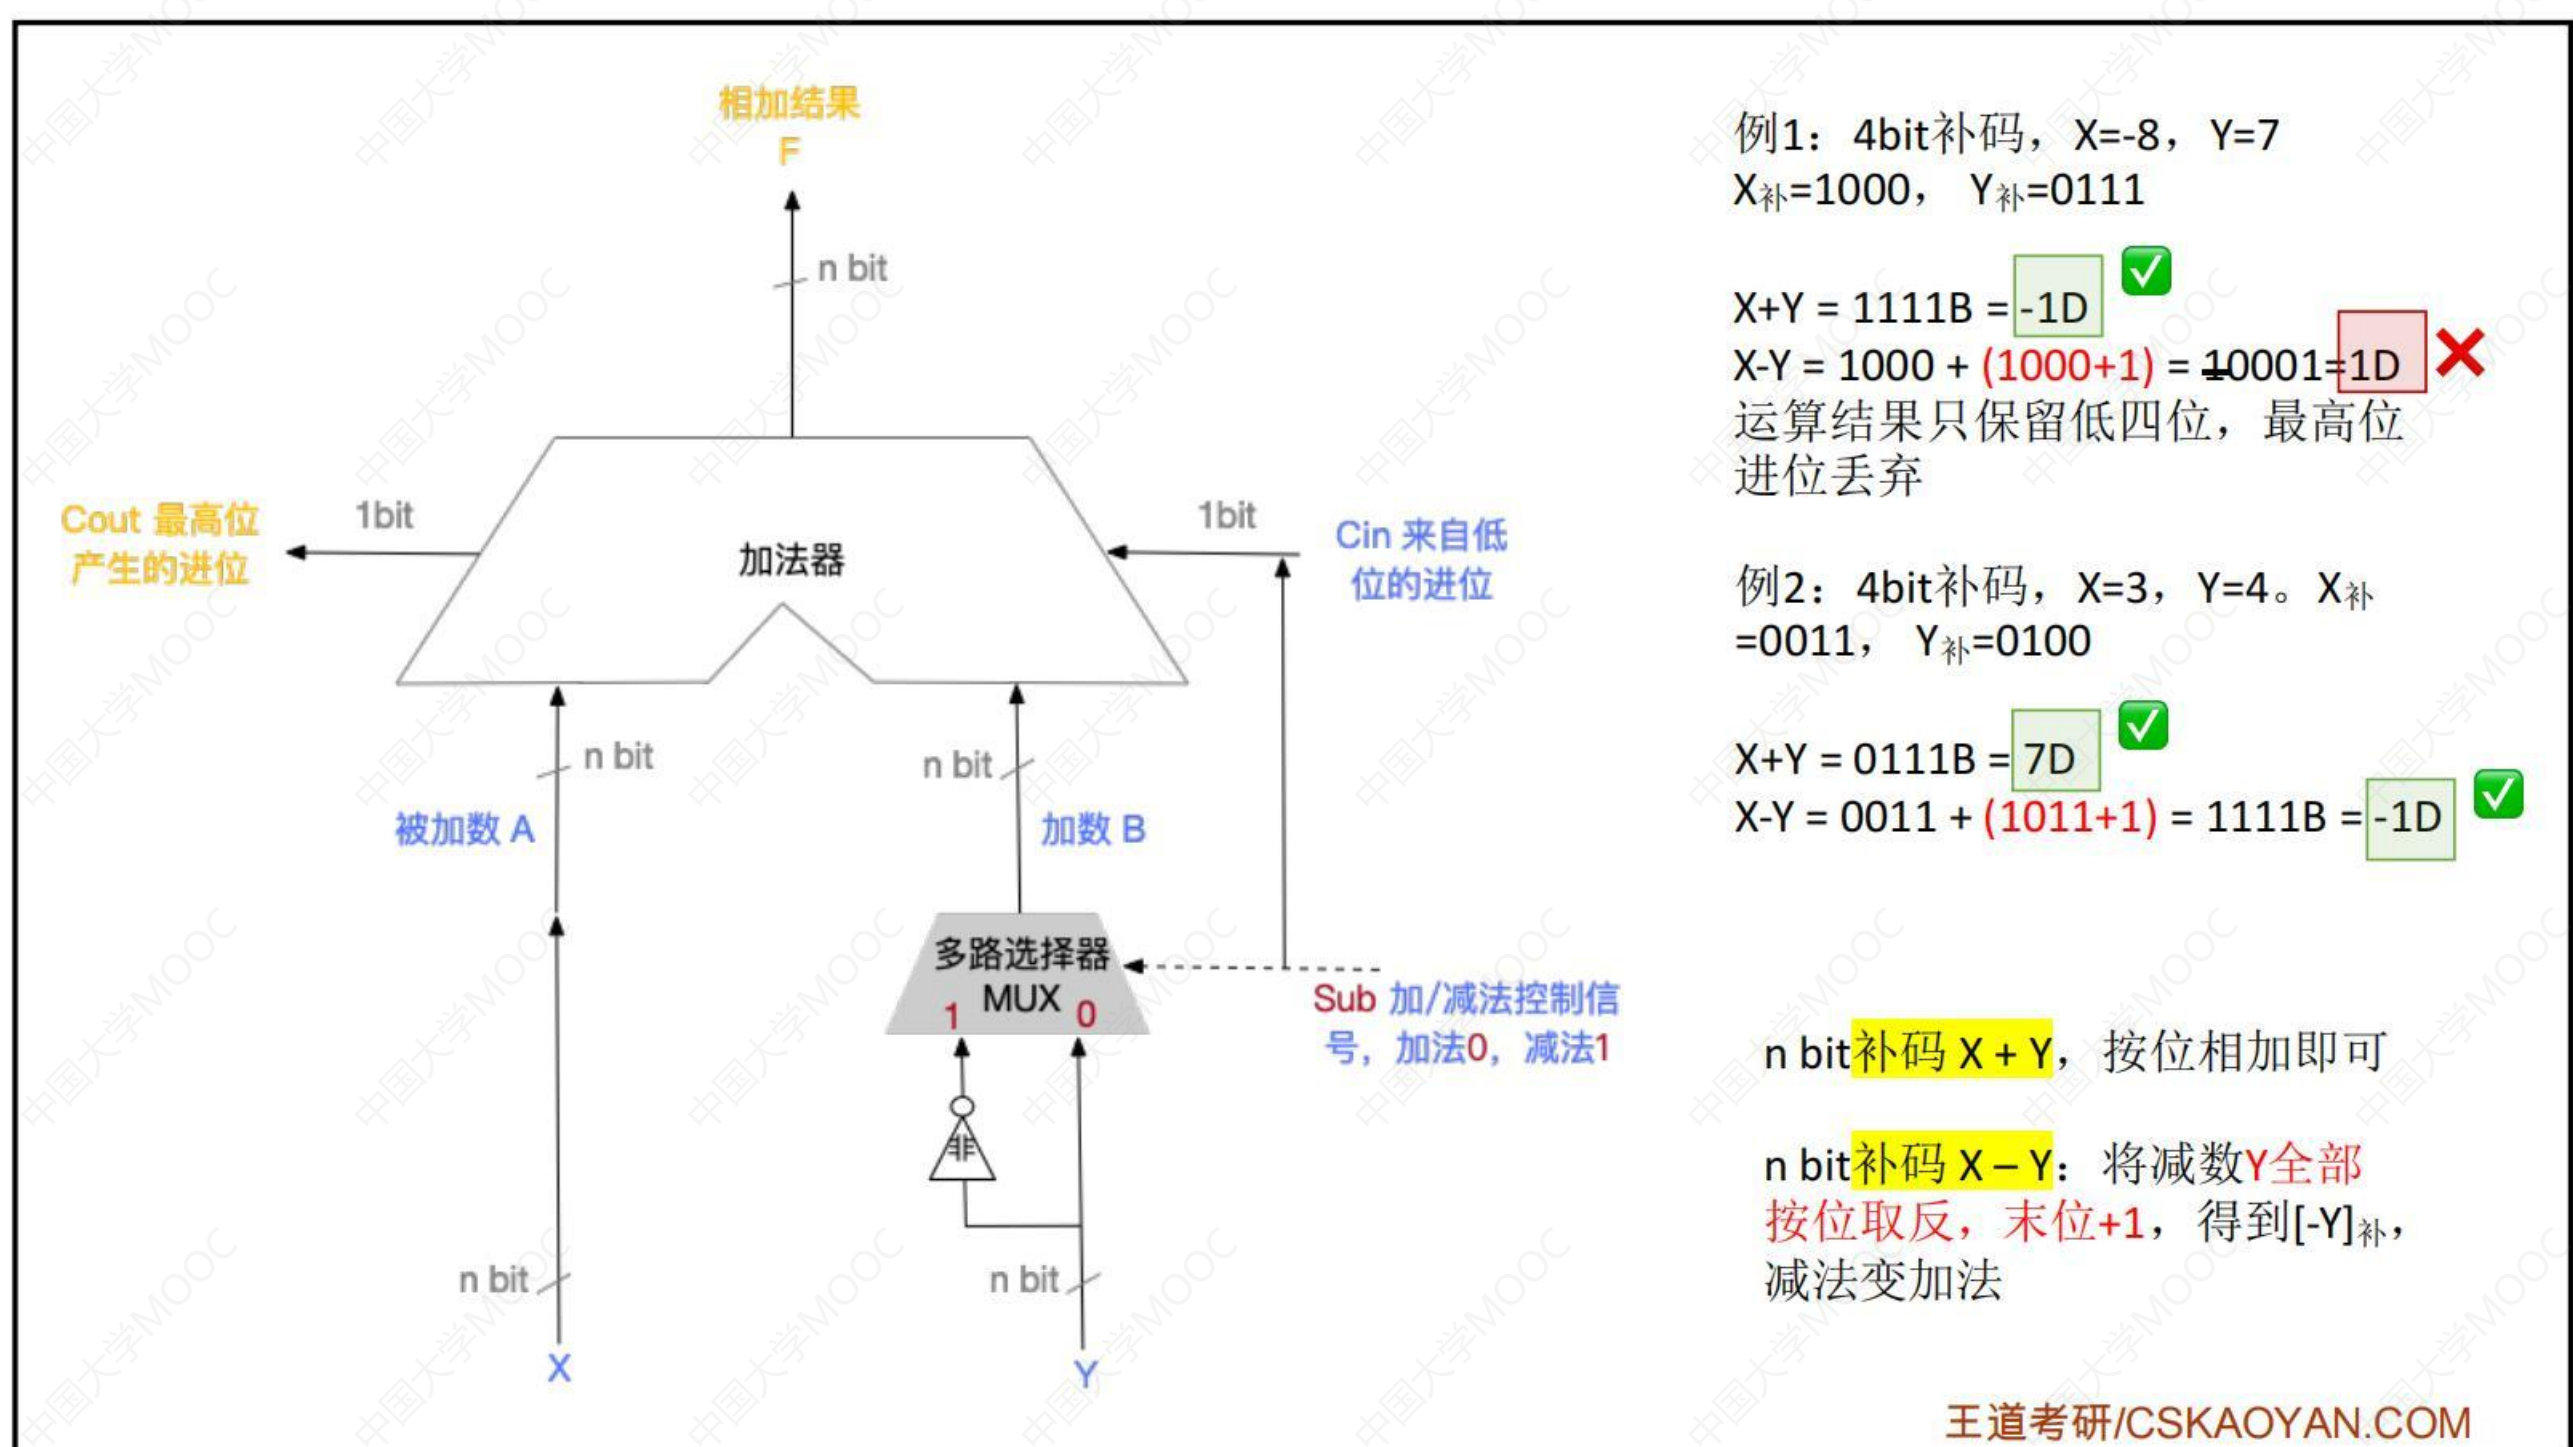 相加结果
F
n bit
Cout 最高位
产生的进位
1bit
加法器
1bit
Cin 来自低
位的进位
n bit
被加数 A
n bit
加数 B
多路选择器
MUX
1
0
Sub 加/减法控制信
号，加法0，减法1
非
n bit
X
n bit
Y
例1：4bit补码，X=-8，Y=7
X补=1000， Y补=0111
X+Y = 1111B = -1D
X-Y = 1000 + (1000+1) = 10001=1D
运算结果只保留低四位，最高位
进位丢弃
例2：4bit补码，X=3，Y=4。X补
=0011， Y补=0100
X+Y = 0111B = 7D
X-Y = 0011 + (1011+1) = 1111B = -1D
n bit补码 X + Y，按位相加即可
n bit补码 X – Y：将减数Y全部
按位取反，末位+1，得到[-Y]补，
减法变加法
王道考研/CSKAOYAN.COM
中国大学MOOC